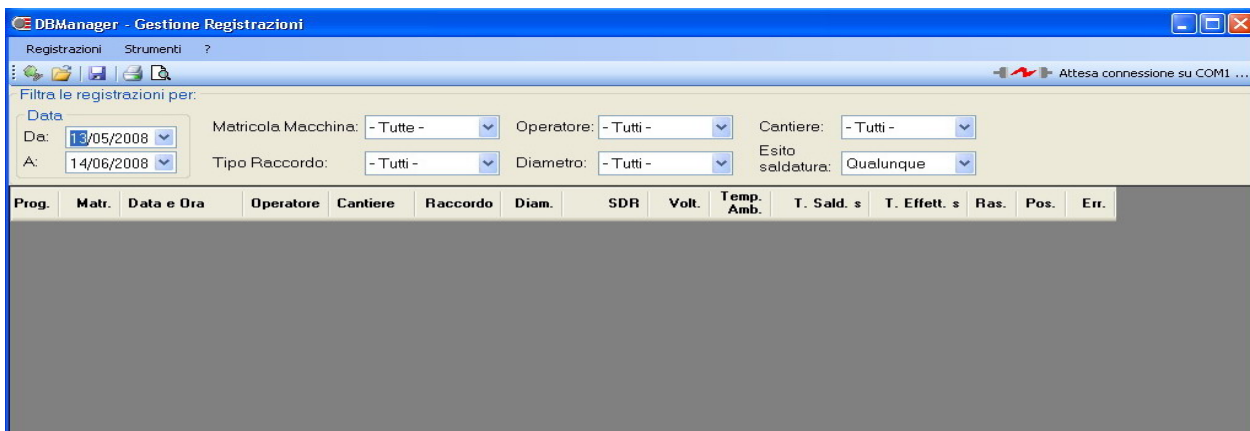 DBManager - Gestione Registrazioni
Registrazioni Strumenti ?
Attesa connessione su COM1 ...
Filtra le registrazioni per:
Data
Da: 13/05/2008 Matricola Macchina: - Tutte - Operatore: - Tutti - Cantiere: - Tutti -
A: 14/06/2008 Tipo Raccordo: - Tutti - Diametro: - Tutti - Esito saldatura: Qualunque
Prog. Matr. Data e Ora Operatore Cantiere Raccordo Diam. SDR Volt. Temp. Amb. T. Sald. s T. Effett. s Ras. Pos. Err.